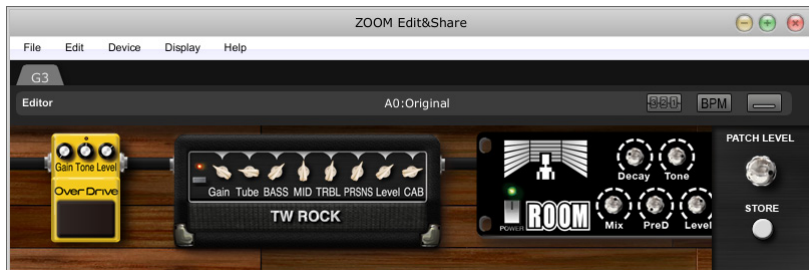 ZOOM Edit&Share
File Edit Device Display Help
G3
Editor A0:Original BPM
PATCH LEVEL
Gain Tone Level
Over Drive
Gain Tube BASS MID TRBL PRSNS Level CAB
TW ROCK
Decay Tone
POWER
ROOM
Mix PreD Level
STORE